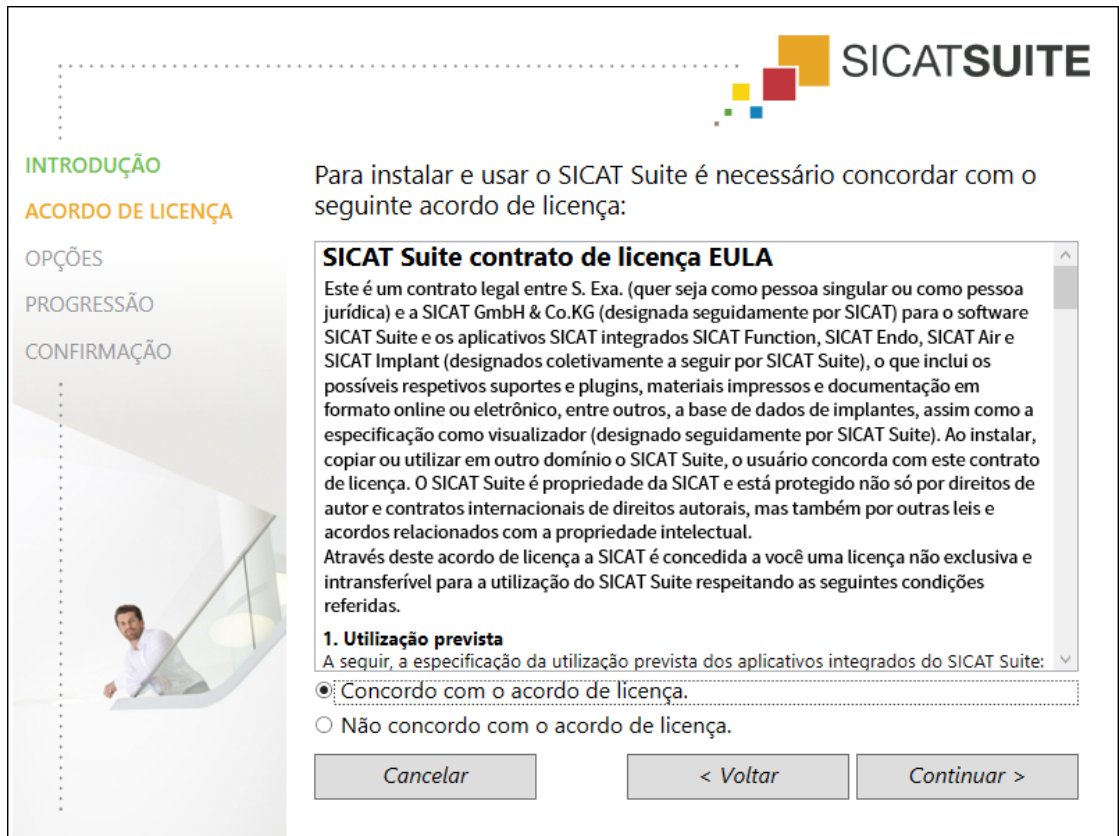 SICATSUITE
INTRODUÇÃO
ACORDO DE LICENÇA
OPÇÕES
PROGRESSÃO
CONFIRMAÇÃO
Para instalar e usar o SICAT Suite é necessário concordar com o
seguinte acordo de licença:
SICAT Suite contrato de licença EULA
Este é um contrato legal entre S. Exa. (quer seja como pessoa singular ou como pessoa
jurídica) e a SICAT GmbH & Co.KG (designada seguidamente por SICAT) para o software
SICAT Suite e os aplicativos SICAT integrados SICAT Function, SICAT Endo, SICAT Air e
SICAT Implant (designados coletivamente a seguir por SICAT Suite), o que inclui os
possíveis respetivos suportes e plugins, materiais impressos e documentação em
formato online ou eletrônico, entre outros, a base de dados de implantes, assim como a
especificação como visualizador (designado seguidamente por SICAT Suite). Ao instalar,
copiar ou utilizar em outro domínio o SICAT Suite, o usuário concorda com este contrato
de licença. O SICAT Suite é propriedade da SICAT e está protegido não só por direitos de
autor e contratos internacionais de direitos autorais, mas também por outras leis e
acordos relacionados com a propriedade intelectual.
Através deste acordo de licença a SICAT é concedida a você uma licença não exclusiva e
intransferível para a utilização do SICAT Suite respeitando as seguintes condições
referidas.
1. Utilização prevista
A seguir, a especificação da utilização prevista dos aplicativos integrados do SICAT Suite:
Concordo com o acordo de licença.
Não concordo com o acordo de licença.
Cancelar
< Voltar
Continuar >